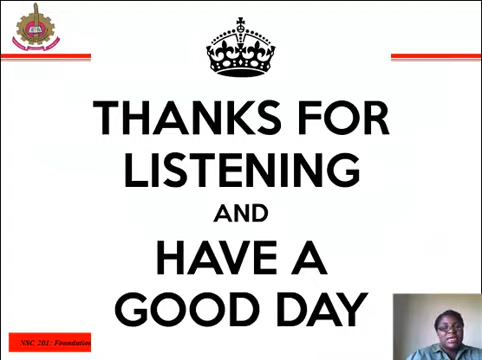 THANKS FOR
LISTENING
AND
HAVE A
GOOD DAY
NSC 201: Foundation